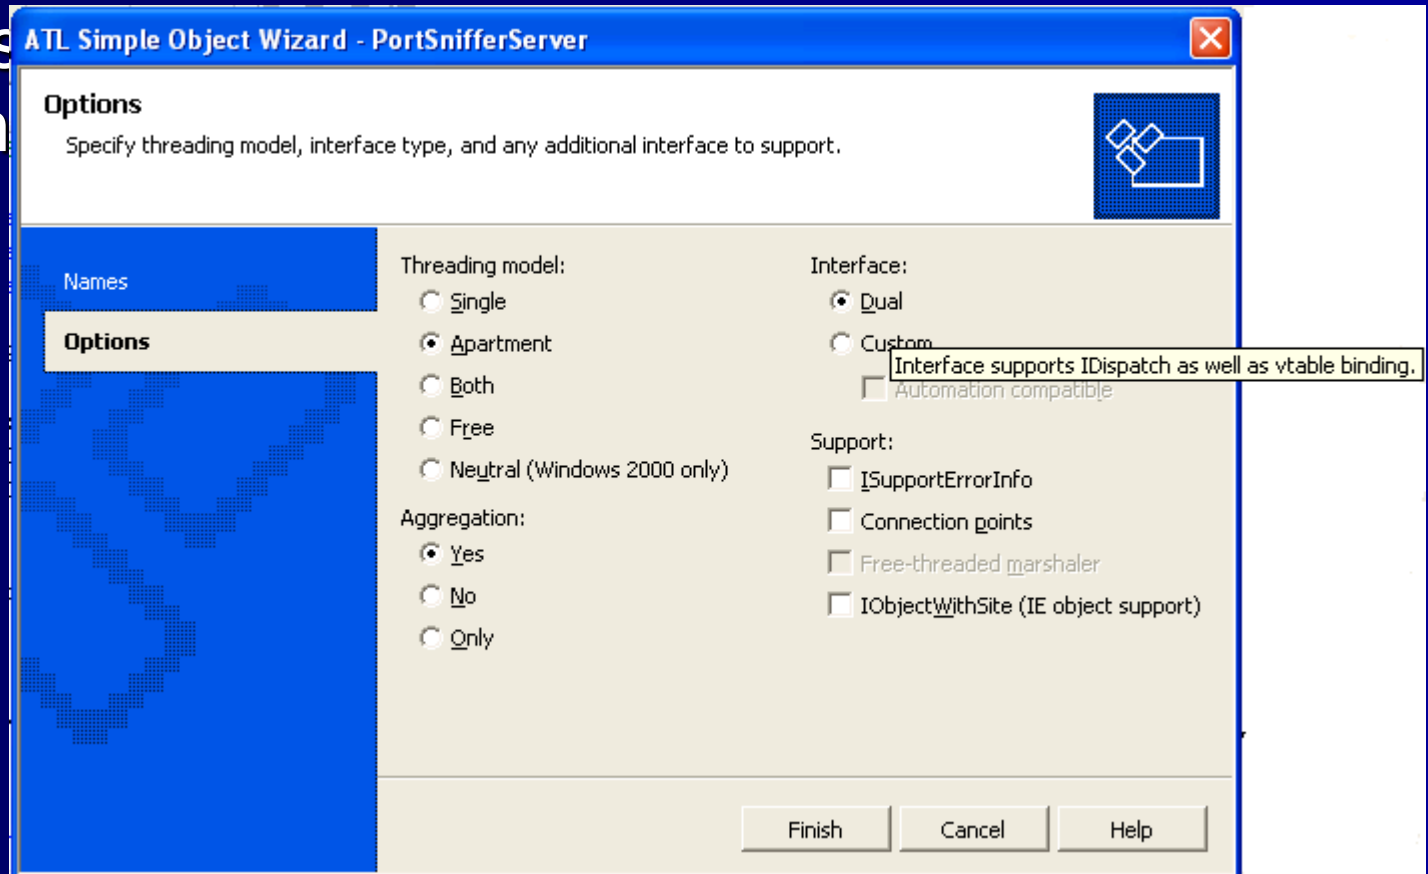 ATL Simple Object Wizard - PortSnifferServer
Options
Specify threading model, interface type, and any additional interface to support.
Names
Options
Threading model:
Single
Apartment
Both
Free
Neutral (Windows 2000 only)
Aggregation:
Yes
No
Only
Interface:
Dual
Custom
Interface supports IDispatch as well as vtable binding.
Automation compatible
Support:
ISupportErrorInfo
Connection points
Free-threaded marshaler
IObjectWithSite (IE object support)
Finish
Cancel
Help